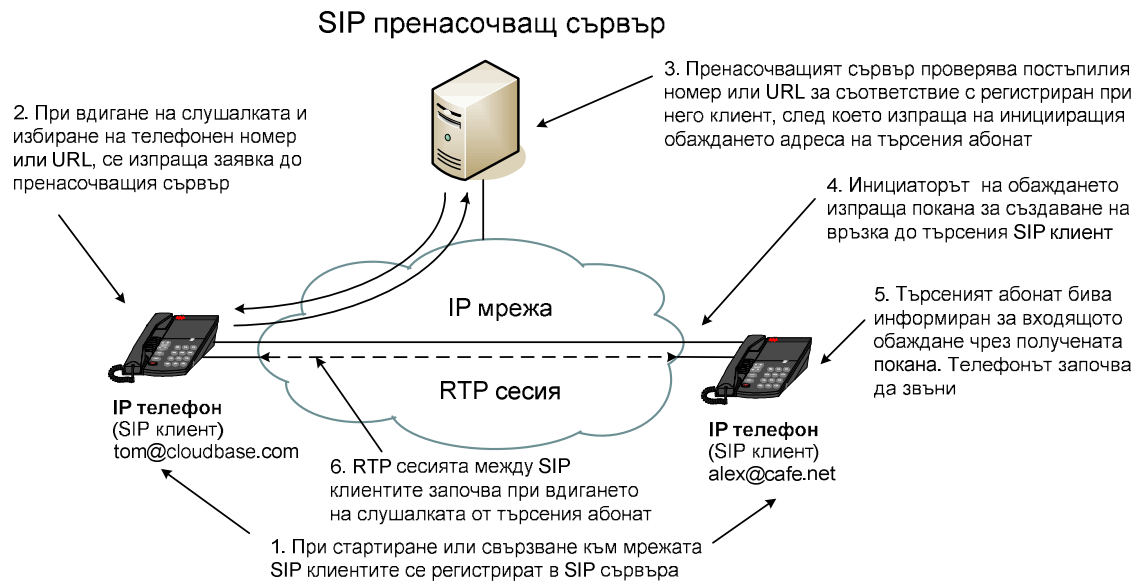 SIP пренасочващ сървър
2. При вдигане на слушалката и
избиране на телефонен номер
или URL, се изпраща заявка до
пренасочващия сървър
3. Пренасочващият сървър проверява постъпилия
номер или URL за съответствие с регистриран при
него клиент, след което изпраща на иницииращия
обаждането адреса на търсения абонат
4. Инициаторът на обаждането
изпраща покана за създаване на
връзка до търсения SIP клиент
IP мрежа
5. Търсеният абонат бива
информиран за входящото
обаждане чрез получената
покана. Телефонът започва
да звъни
RTP сесия
IP телефон
(SIP клиент)
tom@cloudbase.com
IP телефон
(SIP клиент)
alex@cafe.net
6. RTP сесията между SIP
клиентите започва при вдигането
на слушалката от търсения абонат
1. При стартиране или свързване към мрежата
SIP клиентите се регистрират в SIP сървъра